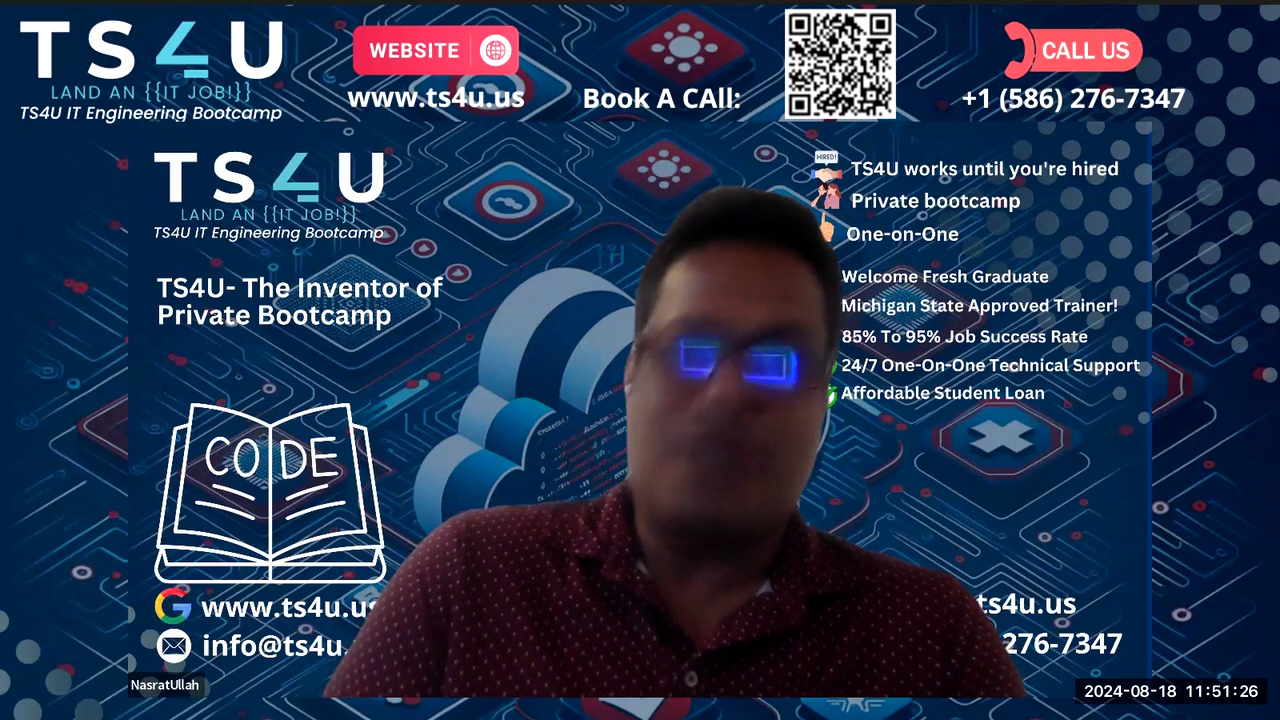 TS4U
LAND AN {{IT JOB!}}
TS4U IT Engineering Bootcamp
WEBSITE
www.ts4u.us
Book A CAll:
CALL US
+1 (586) 276-7347
TS4U
LAND AN {{IT JOB!}}
TS4U IT Engineering Bootcamp
TS4U- The Inventor of
Private Bootcamp
CODE
www.ts4u.us
info@ts4u
HIRED!
TS4U works until you're hired
Private bootcamp
One-on-One
Welcome Fresh Graduate
Michigan State Approved Trainer!
85% To 95% Job Success Rate
24/7 One-On-One Technical Support
Affordable Student Loan
ts4u.us
276-7347
NasratUllah
2024-08-18 11:51:26